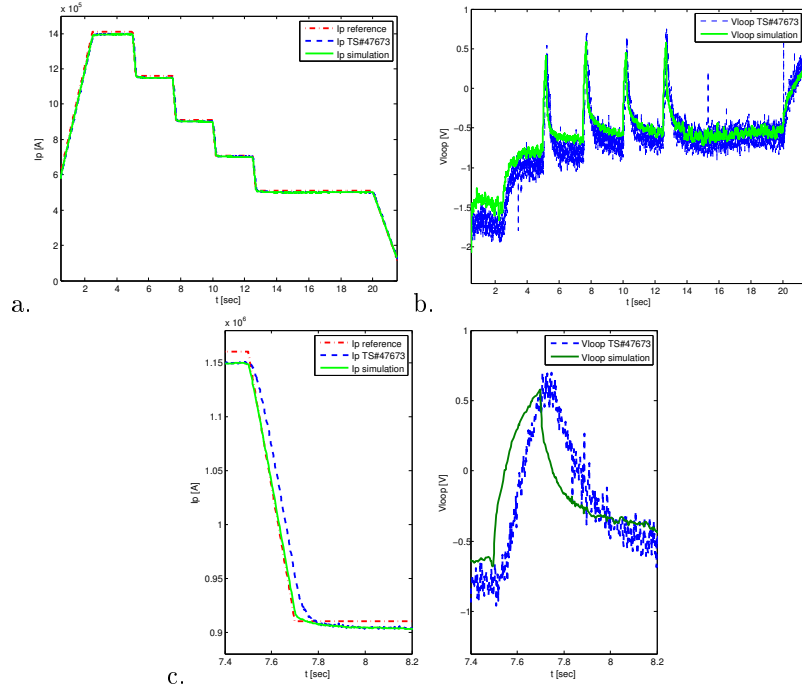 x 10⁵
14
12
10
8
6
4
2
0
Ip [A]
2 4 6 8 10 12 14 16 18 20
t [sec]
Ip reference
Ip TS#47673
Ip simulation
a.
1
0.5
0
−0.5
−1
−1.5
−2
Vloop [V]
2 4 6 8 10 12 14 16 18 20
t [sec]
Vloop TS#47673
Vloop simulation
b.
x 10⁶
1.15
1.1
1.05
1
0.95
0.9
Ip [A]
7.4 7.6 7.8 8 8.2
t [sec]
Ip reference
Ip TS#47673
Ip simulation
1
0.5
0
−0.5
−1
Vloop [V]
7.4 7.6 7.8 8 8.2
t [sec]
Vloop TS#47673
Vloop simulation
c.